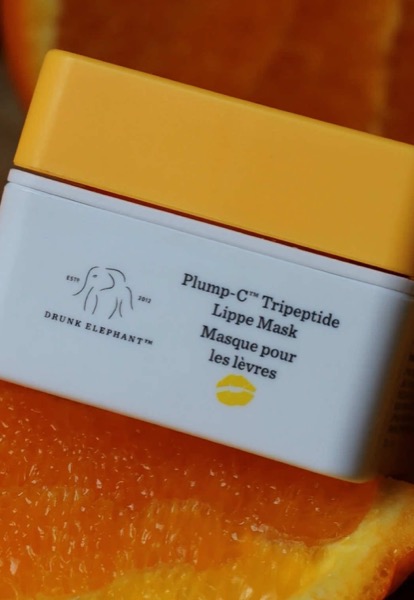 ESTD 2012
DRUNK ELEPHANT™
Plump-C™ Tripeptide
Lippe Mask
Masque pour
les lèvres